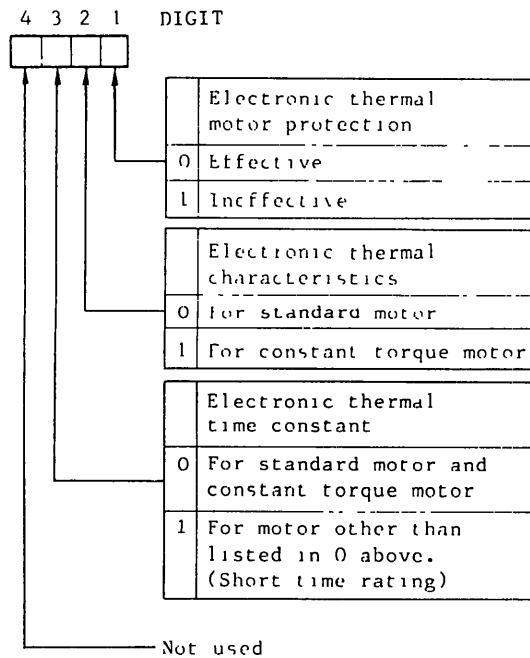 4 3 2 1 DIGIT
Electronic thermal
motor protection
0 Effective
1 Ineffective
Electronic thermal
characteristics
0 For standard motor
1 For constant torque motor
Electronic thermal
time constant
0 For standard motor and
constant torque motor
1 For motor other than
listed in 0 above.
(Short time rating)
Not used